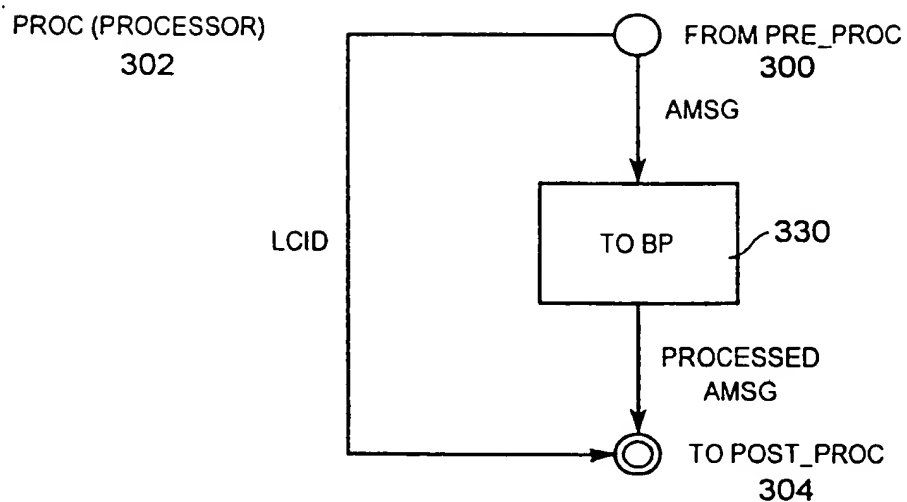 PROC (PROCESSOR)
302
FROM PRE_PROC
300
AMSG
LCID
TO BP
330
PROCESSED
AMSG
TO POST_PROC
304